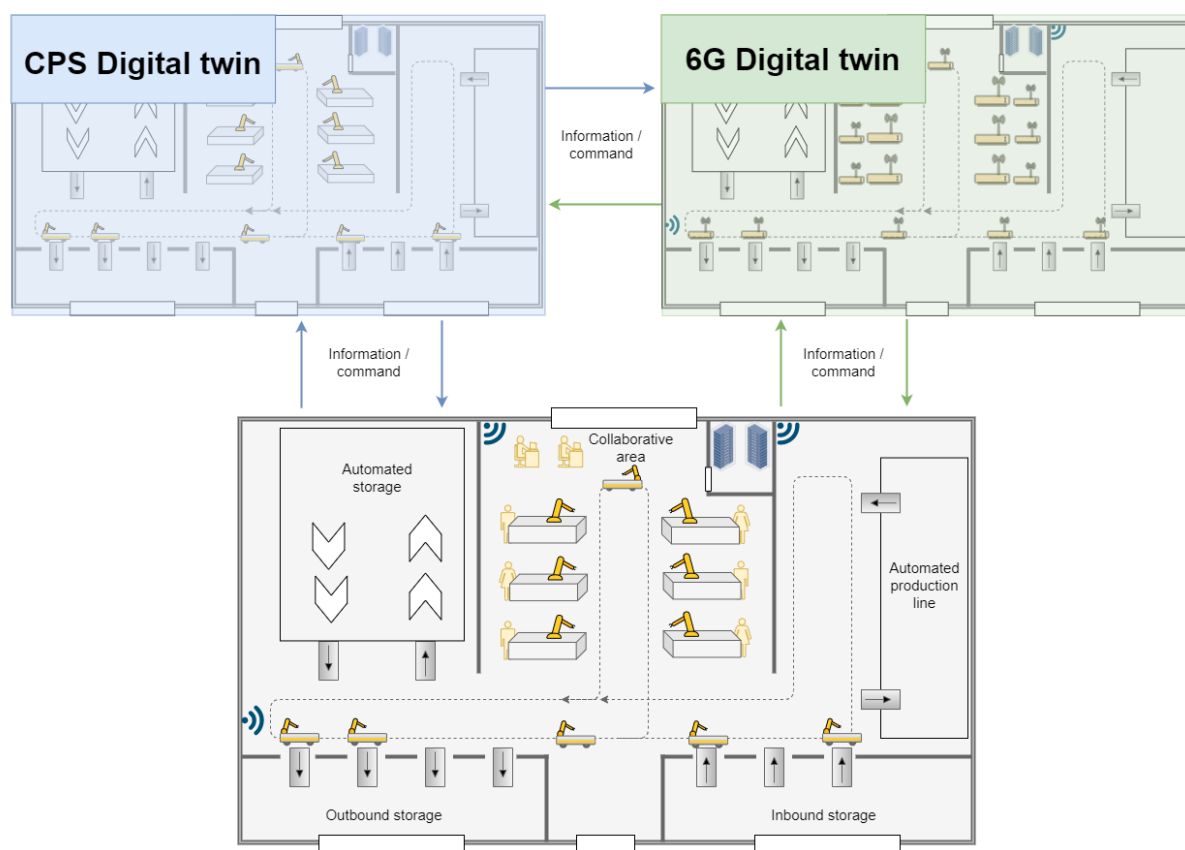 CPS Digital twin
6G Digital twin
Information /
command
Information /
command
Information /
command
Collaborative
area
Automated
storage
Automated
production
line
Outbound storage
Inbound storage